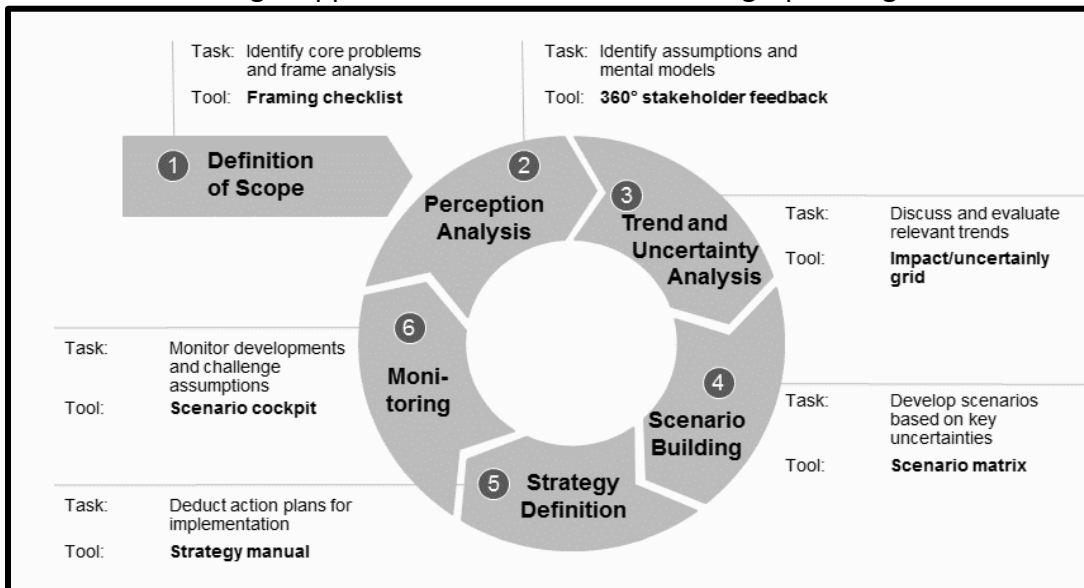 Task: Identify core problems
and frame analysis
Tool: Framing checklist
Task: Identify assumptions and
mental models
Tool: 360° stakeholder feedback
1 Definition
of Scope
2
Perception
Analysis
3
Trend and
Uncertainty
Analysis
Task: Discuss and evaluate
relevant trends
Tool: Impact/uncertainly
grid
4
Scenario
Building
Task: Develop scenarios
based on key
uncertainties
Tool: Scenario matrix
5 Strategy
Definition
Task: Deduct action plans for
implementation
Tool: Strategy manual
6
Moni-
toring
Task: Monitor developments
and challenge
assumptions
Tool: Scenario cockpit